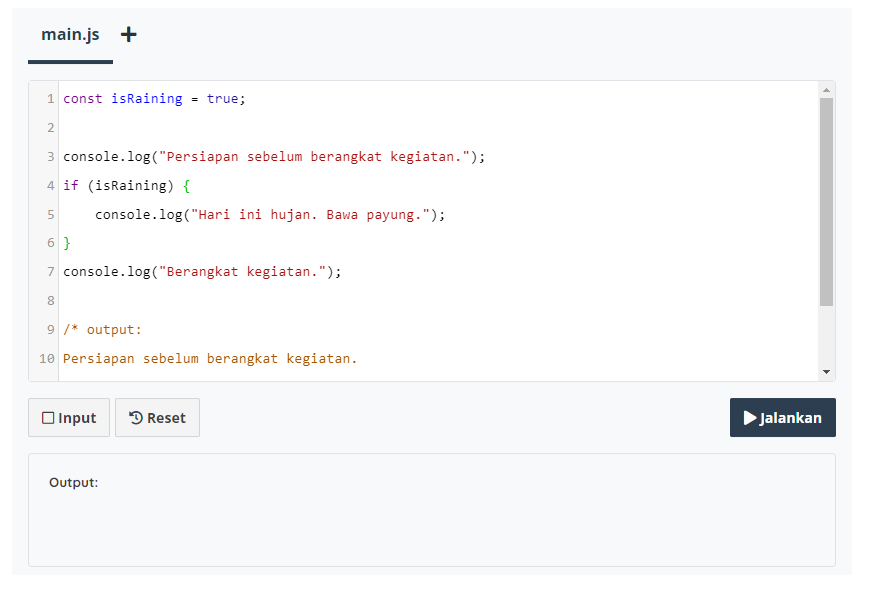 main.js +
1 const isRaining = true;
2
3 console.log("Persiapan sebelum berangkat kegiatan.");
4 if (isRaining) {
5     console.log("Hari ini hujan. Bawa payung.");
6 }
7 console.log("Berangkat kegiatan.");
8
9 /* output:
10 Persiapan sebelum berangkat kegiatan.
Input Reset Jalankan
Output: